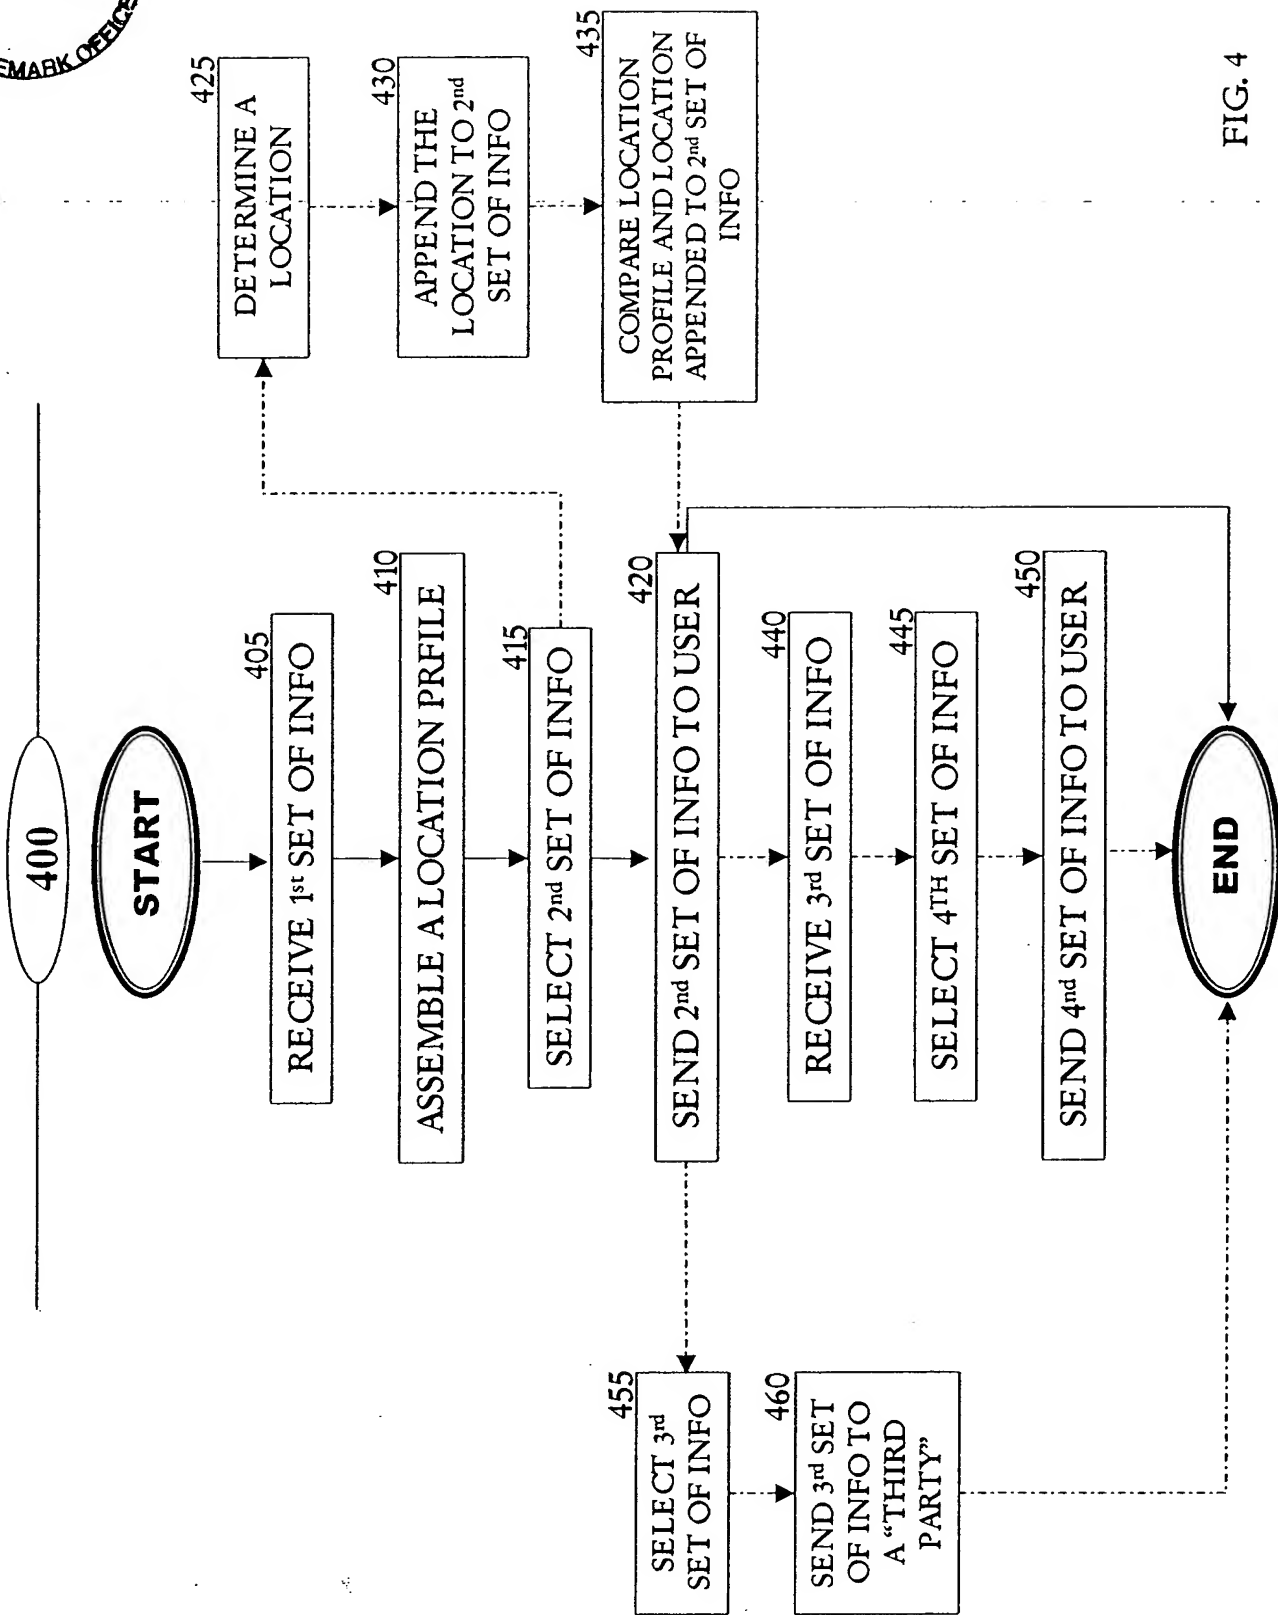 EMARK OFFICE
400
START
405
RECEIVE 1st SET OF INFO
410
ASSEMBLE A LOCATION PRFILE
415
SELECT 2nd SET OF INFO
420
SEND 2nd SET OF INFO TO USER
425
DETERMINE A
LOCATION
430
APPEND THE
LOCATION TO 2nd
SET OF INFO
435
COMPARE LOCATION
PROFILE AND LOCATION
APPENDED TO 2nd SET OF
INFO
440
RECEIVE 3rd SET OF INFO
445
SELECT 4TH SET OF INFO
450
SEND 4nd SET OF INFO TO USER
455
SELECT 3rd
SET OF INFO
460
SEND 3rd SET
OF INFO TO
A “THIRD
PARTY”
END
FIG. 4